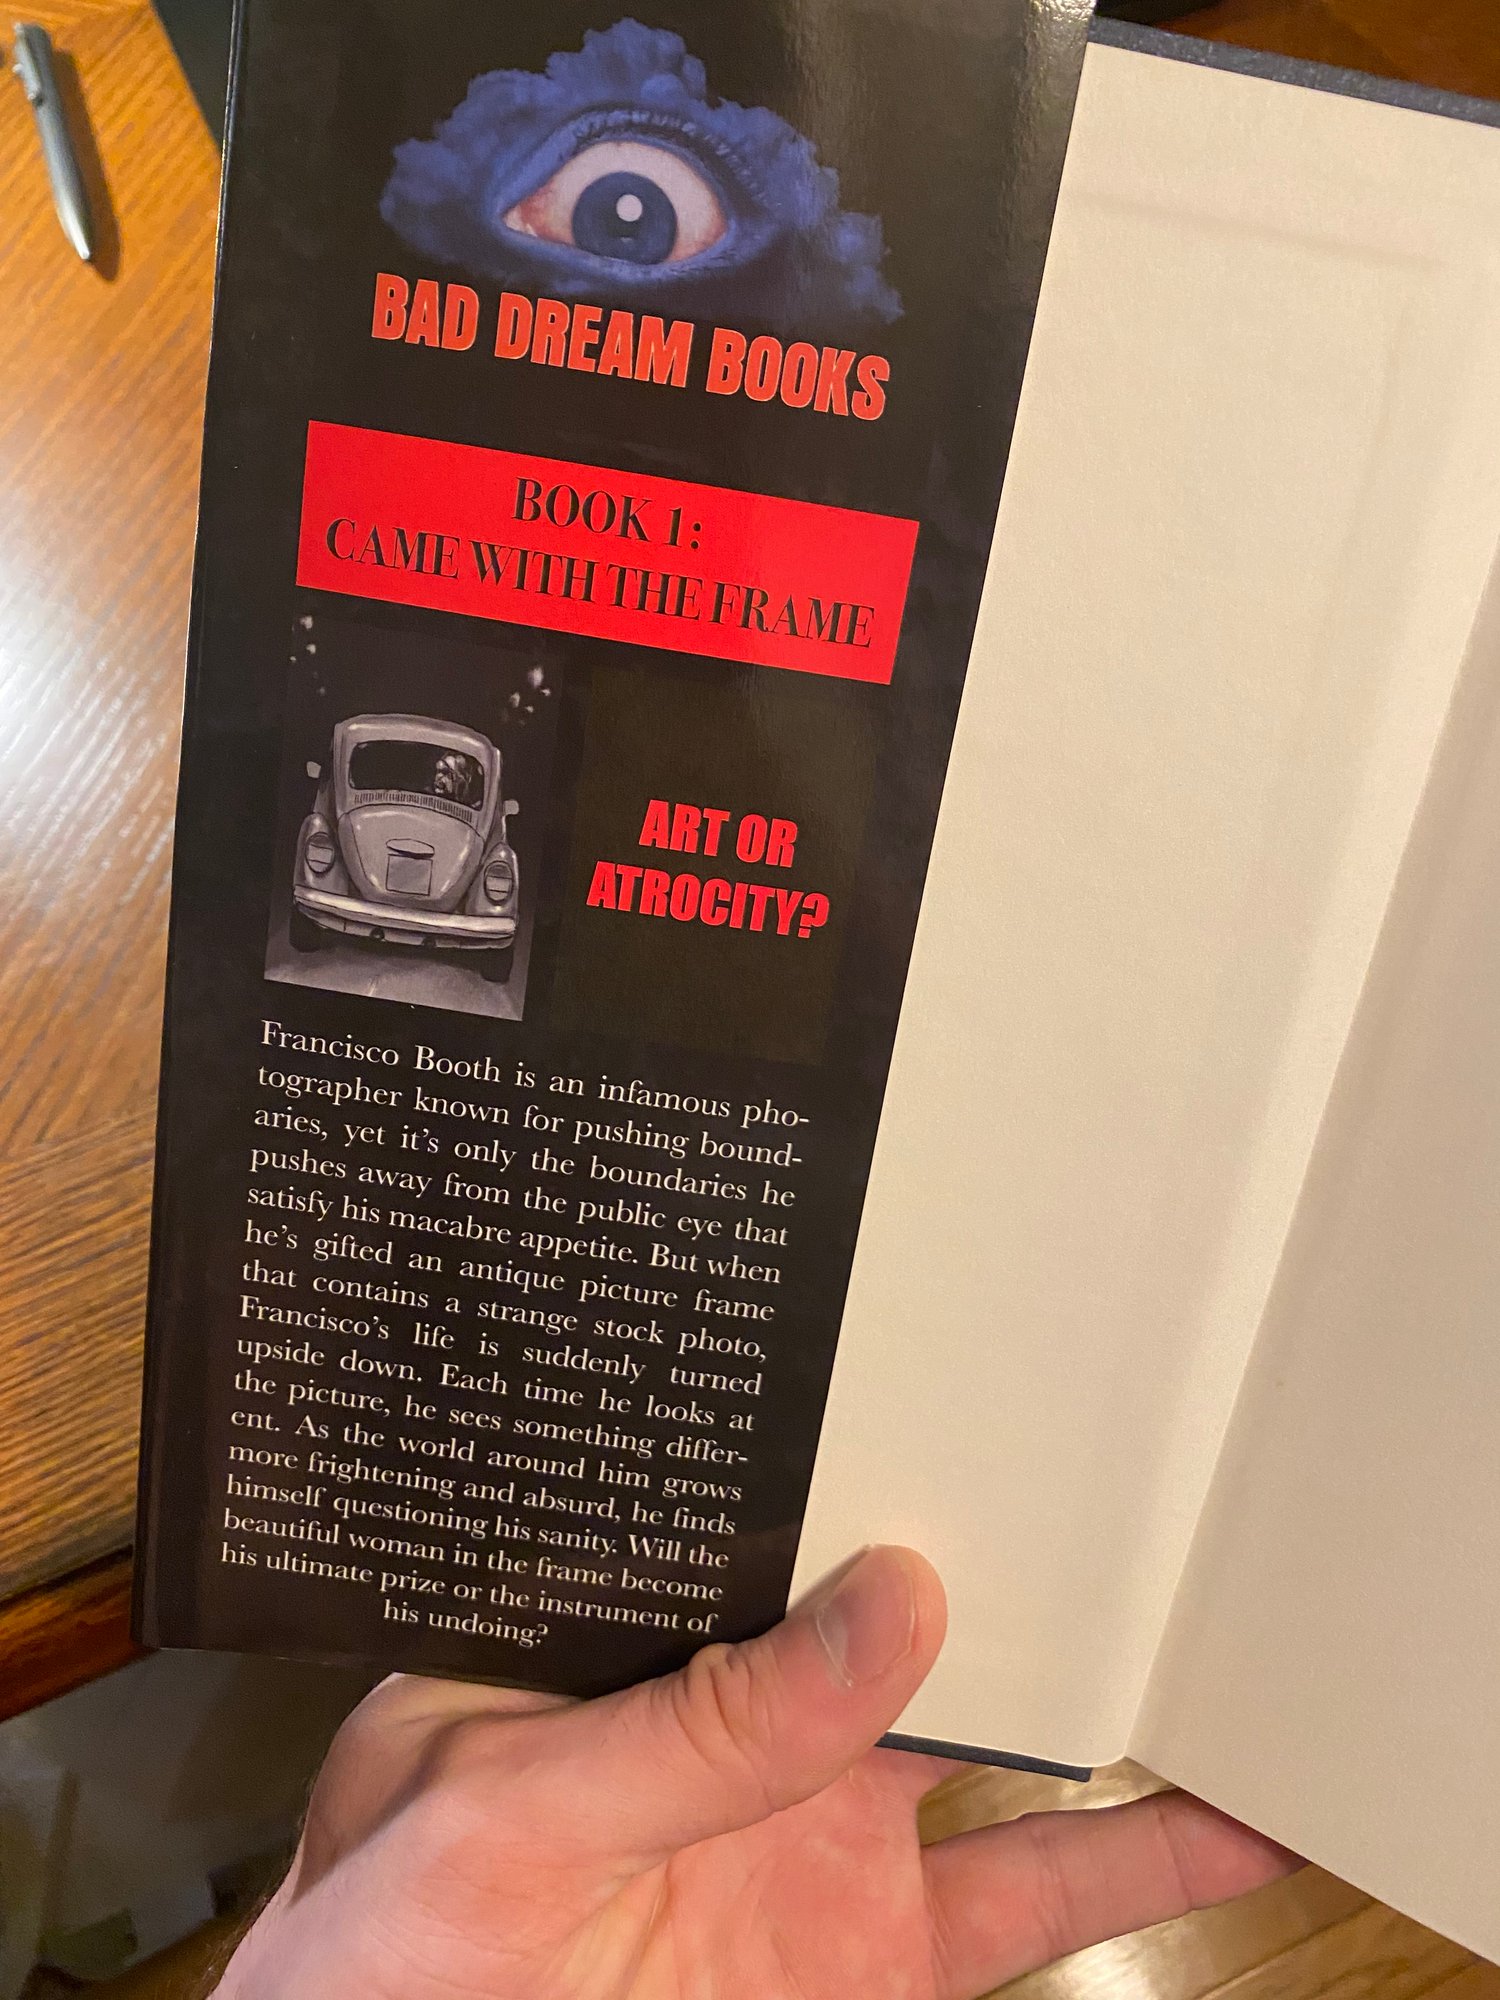 BAD DREAM BOOKS
BOOK 1:
CAME WITH THE FRAME
ART OR
ATROCITY?
Francisco Booth is an infamous pho-
tographer known for pushing bound-
aries, yet it's only the boundaries he
pushes away from the public eye that
satisfy his macabre appetite. But when
he's gifted an antique picture frame
that contains a strange stock photo,
Francisco's life is suddenly turned
upside down. Each time he looks at
the picture, he sees something differ-
ent. As the world around him grows
more frightening and absurd, he finds
himself questioning his sanity. Will the
beautiful woman in the frame become
his ultimate prize or the instrument of
his undoing?